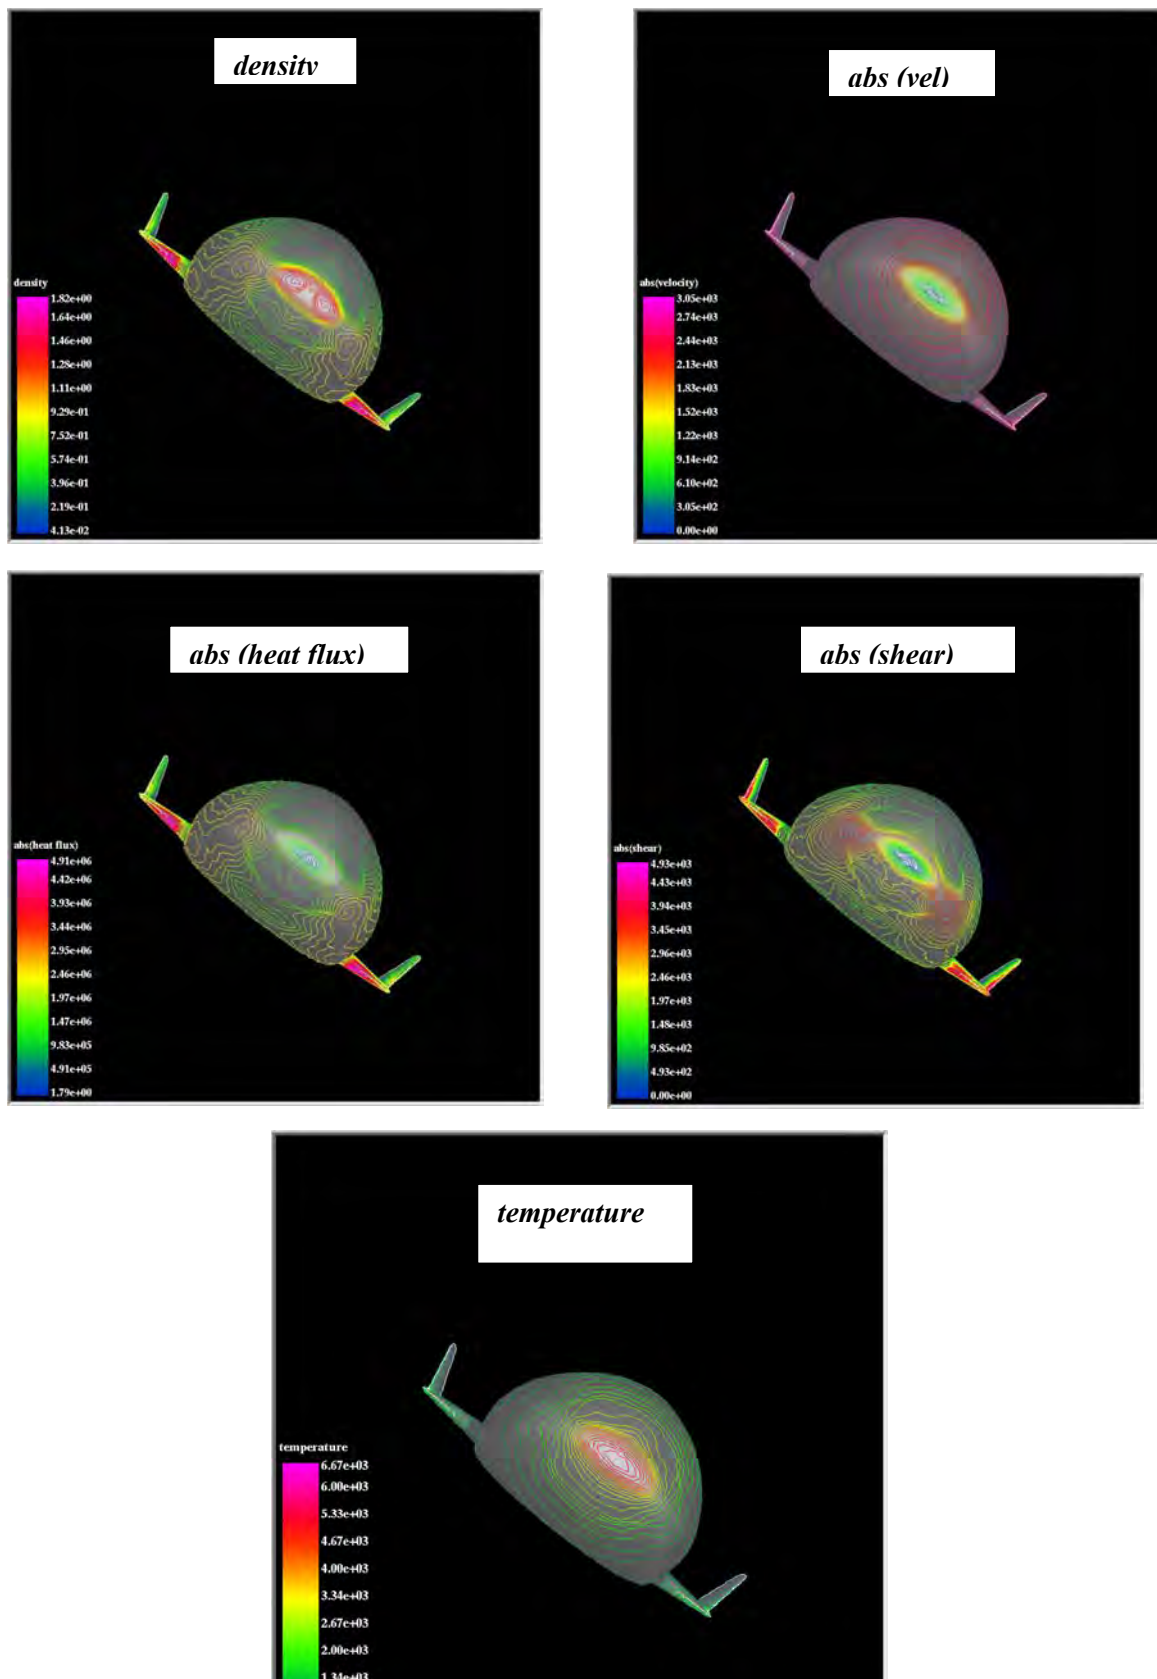 density
abs (vel)
density
1.82e+00
1.64e+00
1.46e+00
1.28e+00
1.11e+00
9.29e-01
7.52e-01
5.74e-01
3.96e-01
2.19e-01
4.13e-02
abs(velocity)
3.05e+03
2.74e+03
2.44e+03
2.13e+03
1.83e+03
1.52e+03
1.22e+03
9.14e+02
6.10e+02
3.05e+02
0.00e+00
abs (heat flux)
abs (shear)
abs(heat flux)
4.91e+06
4.42e+06
3.93e+06
3.44e+06
2.95e+06
2.46e+06
1.97e+06
1.47e+06
9.83e+05
4.91e+05
1.79e+00
abs(shear)
4.93e+03
4.43e+03
3.94e+03
3.45e+03
2.96e+03
2.46e+03
1.97e+03
1.48e+03
9.85e+02
4.93e+02
0.00e+00
temperature
temperature
6.67e+03
6.00e+03
5.33e+03
4.67e+03
4.00e+03
3.34e+03
2.67e+03
2.00e+03
1.34e+03